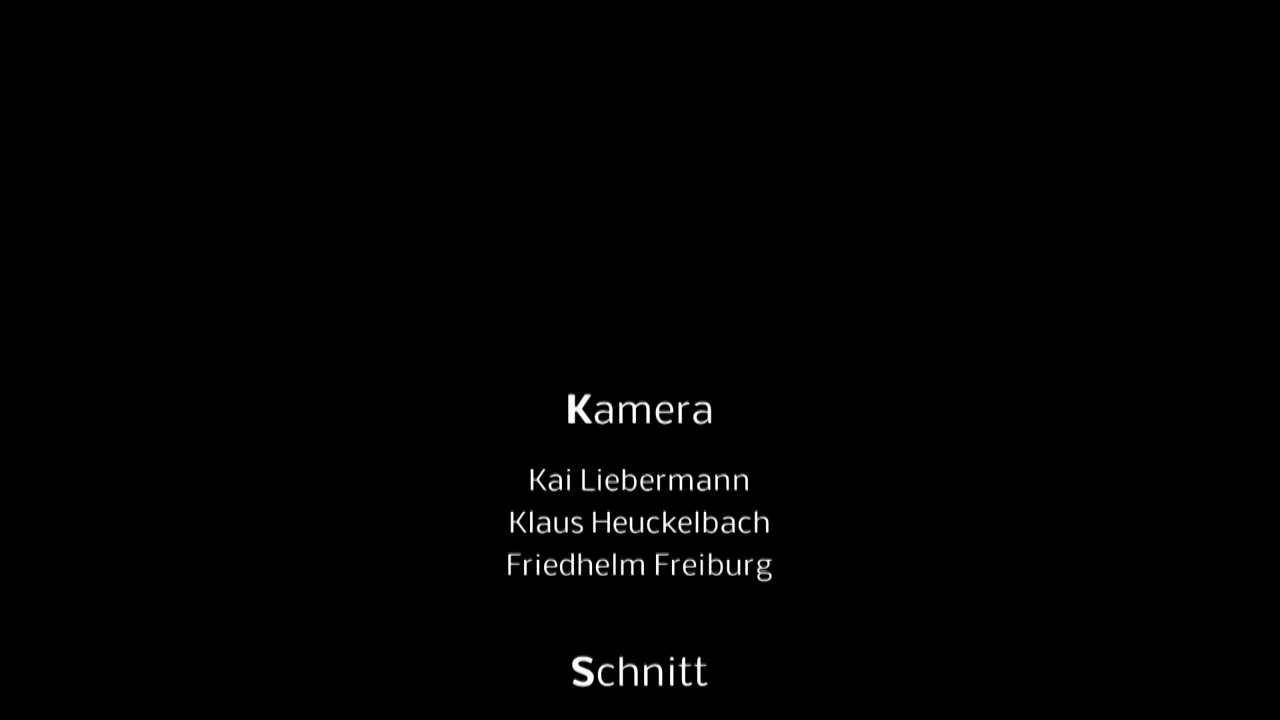 Kamera
Kai Liebermann
Klaus Heuckelbach
Friedhelm Freiburg
Schnitt